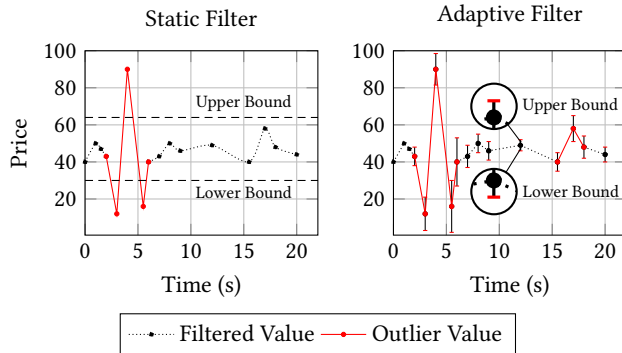 Static Filter
Adaptive Filter
100
80
60
40
20
Price
Upper Bound
Lower Bound
0
5
10
15
20
Time (s)
100
80
60
40
20
Upper Bound
Lower Bound
0
5
10
15
20
Time (s)
Filtered Value
Outlier Value